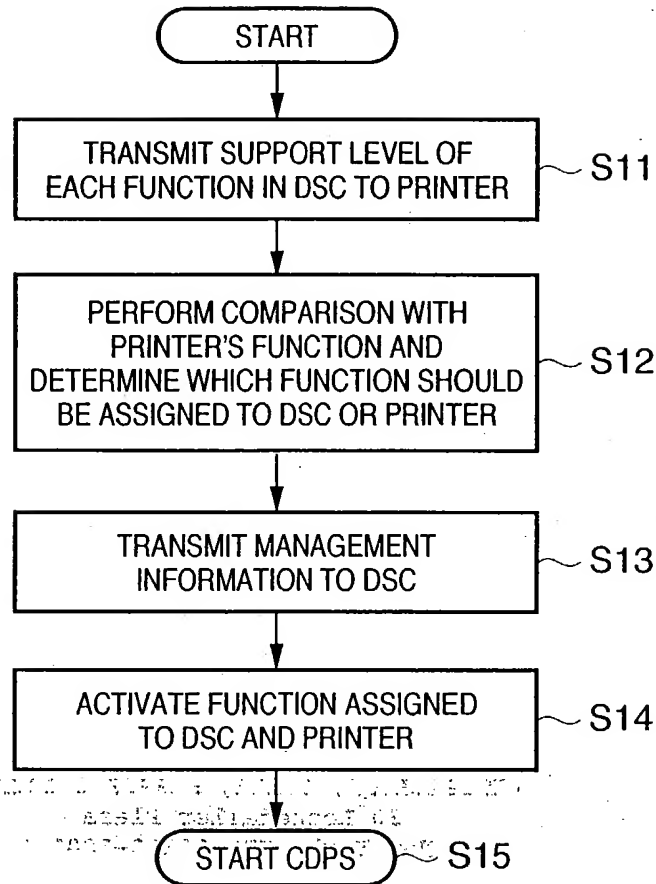 START
TRANSMIT SUPPORT LEVEL OF
EACH FUNCTION IN DSC TO PRINTER
S11
PERFORM COMPARISON WITH
PRINTER'S FUNCTION AND
DETERMINE WHICH FUNCTION SHOULD
BE ASSIGNED TO DSC OR PRINTER
S12
TRANSMIT MANAGEMENT
INFORMATION TO DSC
S13
ACTIVATE FUNCTION ASSIGNED
TO DSC AND PRINTER
S14
START CDPS
S15